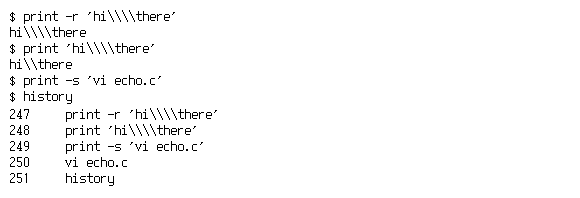 $ print -r 'hi\\\\there'
hi\\\\there
$ print 'hi\\\\there'
hi\\there
$ print -s 'vi echo.c'
$ history
247     print -r 'hi\\\\there'
248     print 'hi\\\\there'
249     print -s 'vi echo.c'
250     vi echo.c
251     history